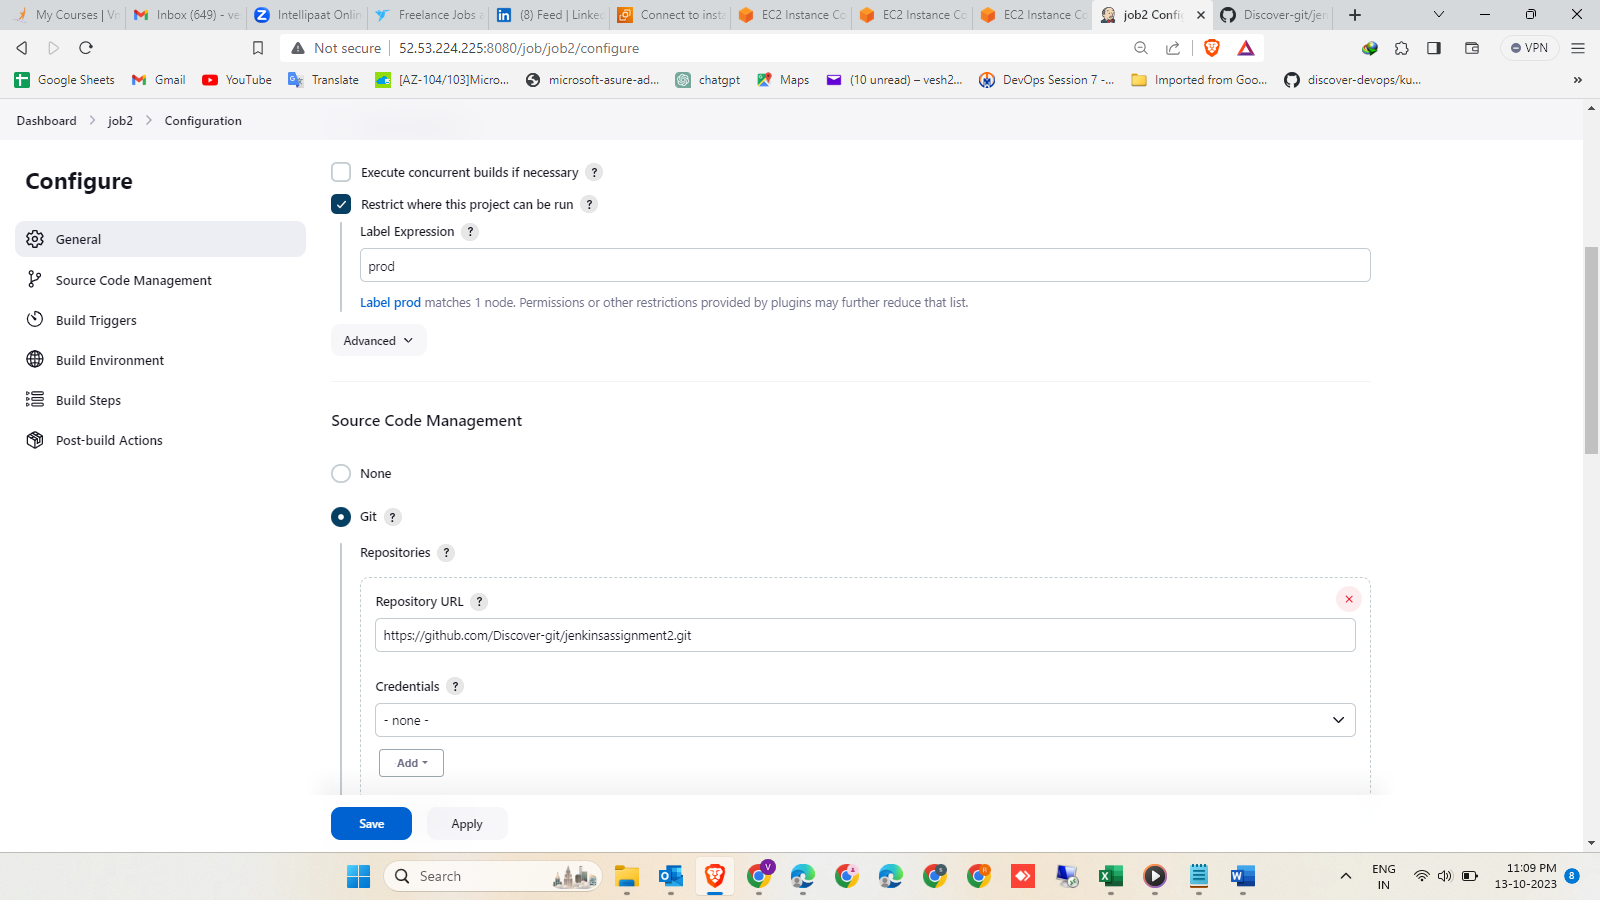 My Courses | Vn
Inbox (649) - ve
Intellipaat Onlin
Freelance Jobs a
(8) Feed | Linked
Connect to insta
EC2 Instance Co
EC2 Instance Co
EC2 Instance Co
job2 Config
Discover-git/jen
Not secure
52.53.224.225:8080/job/job2/configure
VPN
Google Sheets
Gmail
YouTube
Translate
[AZ-104/103]Micro...
microsoft-asure-ad...
chatgpt
Maps
(10 unread) – vesh2...
DevOps Session 7 -...
Imported from Goo...
discover-devops/ku...
»
Dashboard > job2 > Configuration
Configure
General
Source Code Management
Build Triggers
Build Environment
Build Steps
Post-build Actions
Execute concurrent builds if necessary ?
Restrict where this project can be run ?
Label Expression ?
prod
Label prod matches 1 node. Permissions or other restrictions provided by plugins may further reduce that list.
Advanced
Source Code Management
None
Git ?
Repositories ?
Repository URL ?
https://github.com/Discover-git/jenkinsassignment2.git
Credentials ?
- none -
Add
Save
Apply
Search
V
ENG
IN
11:09 PM
13-10-2023
8